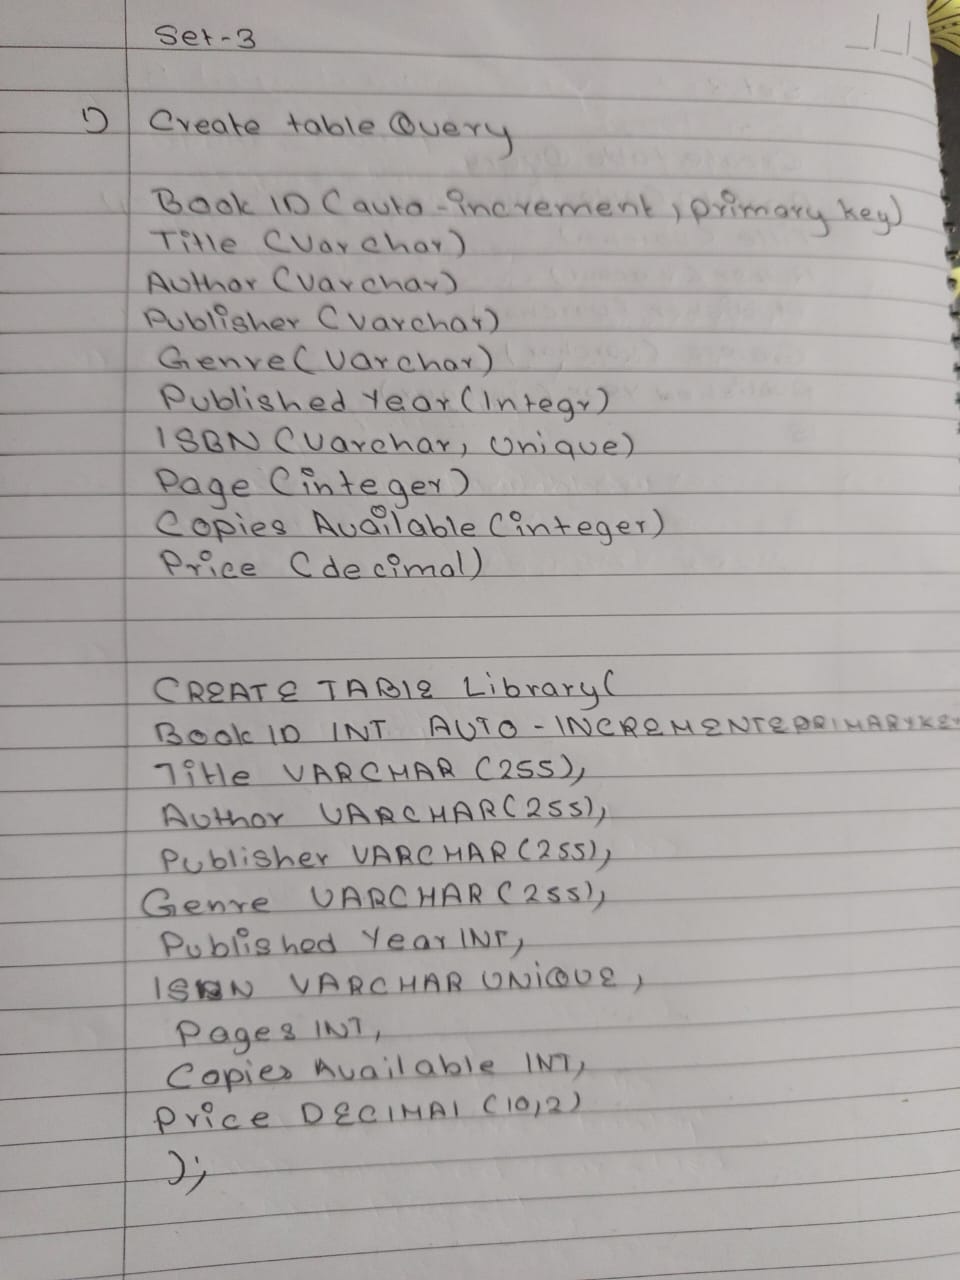 Set-3
1) Create table Query
Book ID (auto-increment, primary key)
Title (Varchar)
Author (Varchar)
Publisher (Varchar)
Genre (Varchar)
Published Year (Integr)
ISBN (Varchar, Unique)
Page (integer)
Copies Available (integer)
Price (decimal)
CREATE TABLE Library(
Book ID INT AUTO-INCREMENTE PRIMARY KEY
Title VARCHAR (255),
Author VARCHAR (255),
Publisher VARCHAR (255),
Genre VARCHAR (255),
Published Year INT,
ISBN VARCHAR UNIQUE,
Pages INT,
Copies Available INT,
Price DECIMAL (10,2)
);